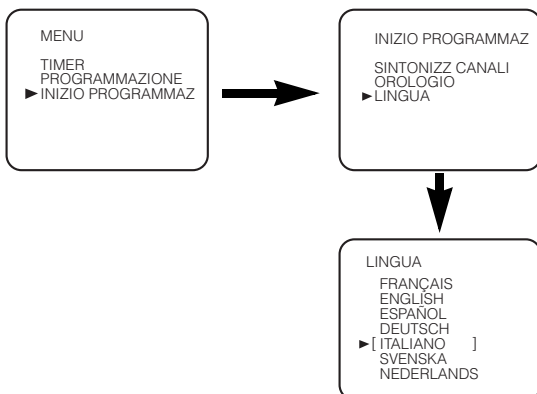 MENU
TIMER
PROGRAMMAZIONE
►INIZIO PROGRAMMAZ
INIZIO PROGRAMMAZ
SINTONIZZ CANALI
OROLOGIO
►LINGUA
LINGUA
FRANÇAIS
ENGLISH
ESPAÑOL
DEUTSCH
►[ ITALIANO ]
SVENSKA
NEDERLANDS